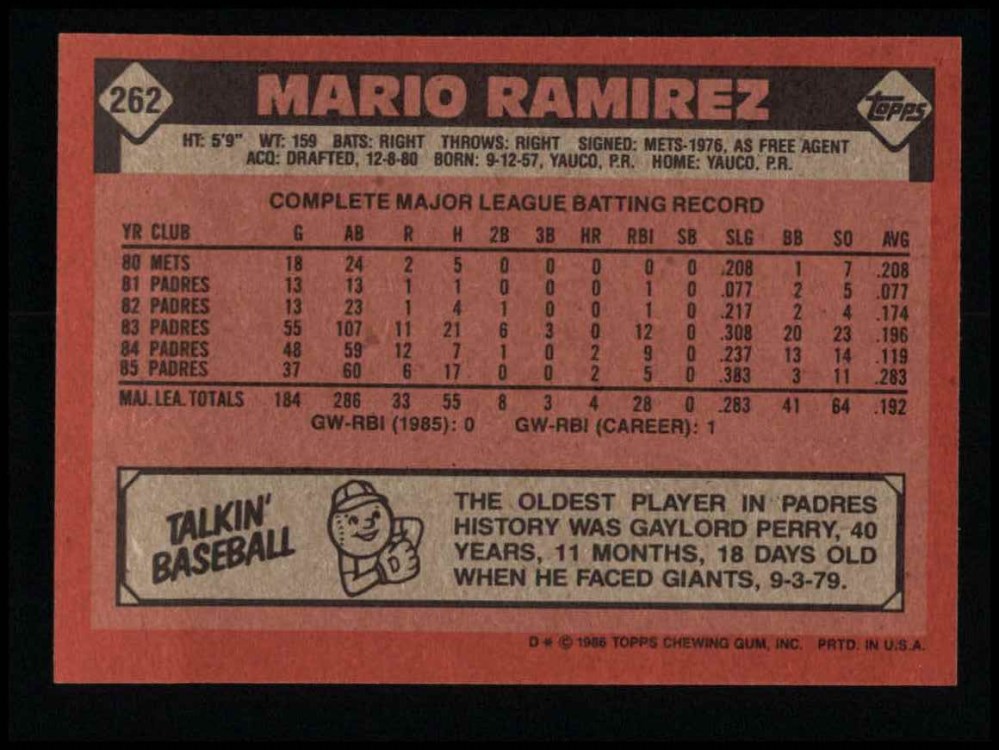 262 MARIO RAMIREZ topps
HT: 5'9" WT: 159 BATS: RIGHT THROWS: RIGHT SIGNED: METS-1976, AS FREE AGENT
ACQ: DRAFTED, 12-8-80 BORN: 9-12-57, YAUCO, P.R. HOME: YAUCO, P.R.
COMPLETE MAJOR LEAGUE BATTING RECORD
YR CLUB G AB R H 2B 3B HR RBI SB SLG BB SO AVG
80 METS 18 24 2 5 0 0 0 0 0 .208 1 7 .208
81 PADRES 13 13 1 1 0 0 0 1 0 .077 2 5 .077
82 PADRES 13 23 1 4 1 0 0 1 0 .217 2 4 .174
83 PADRES 55 107 11 21 6 3 0 12 0 .308 20 23 .196
84 PADRES 48 59 12 7 1 0 2 9 0 .237 13 14 .119
85 PADRES 37 60 6 17 0 0 2 5 0 .383 3 11 .283
MAJ. LEA. TOTALS 184 286 33 55 8 3 4 28 0 .283 41 64 .192
GW-RBI (1985): 0 GW-RBI (CAREER): 1
TALKIN'
BASEBALL
THE OLDEST PLAYER IN PADRES
HISTORY WAS GAYLORD PERRY, 40
YEARS, 11 MONTHS, 18 DAYS OLD
WHEN HE FACED GIANTS, 9-3-79.
D * © 1986 TOPPS CHEWING GUM, INC. PRTD. IN U.S.A.